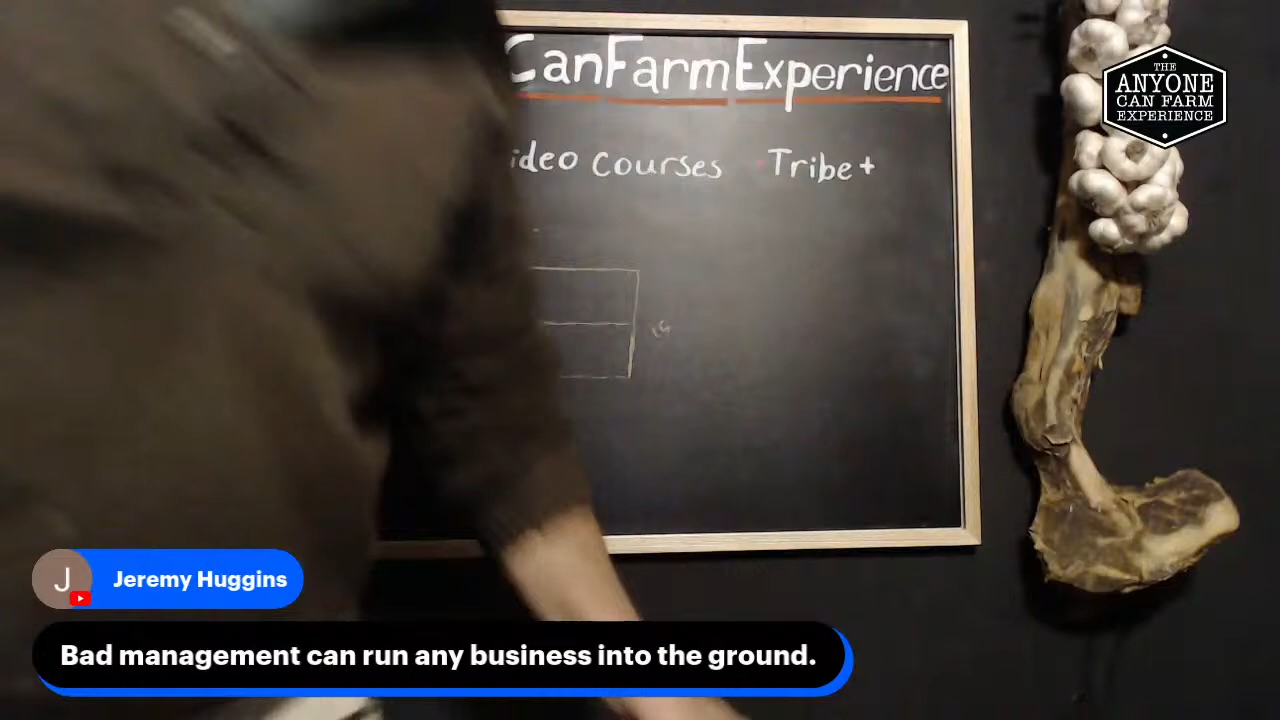 CanFarmExperience
ideo Courses Tribe+
THE
ANYONE
CAN FARM
EXPERIENCE
J
Jeremy Huggins
Bad management can run any business into the ground.